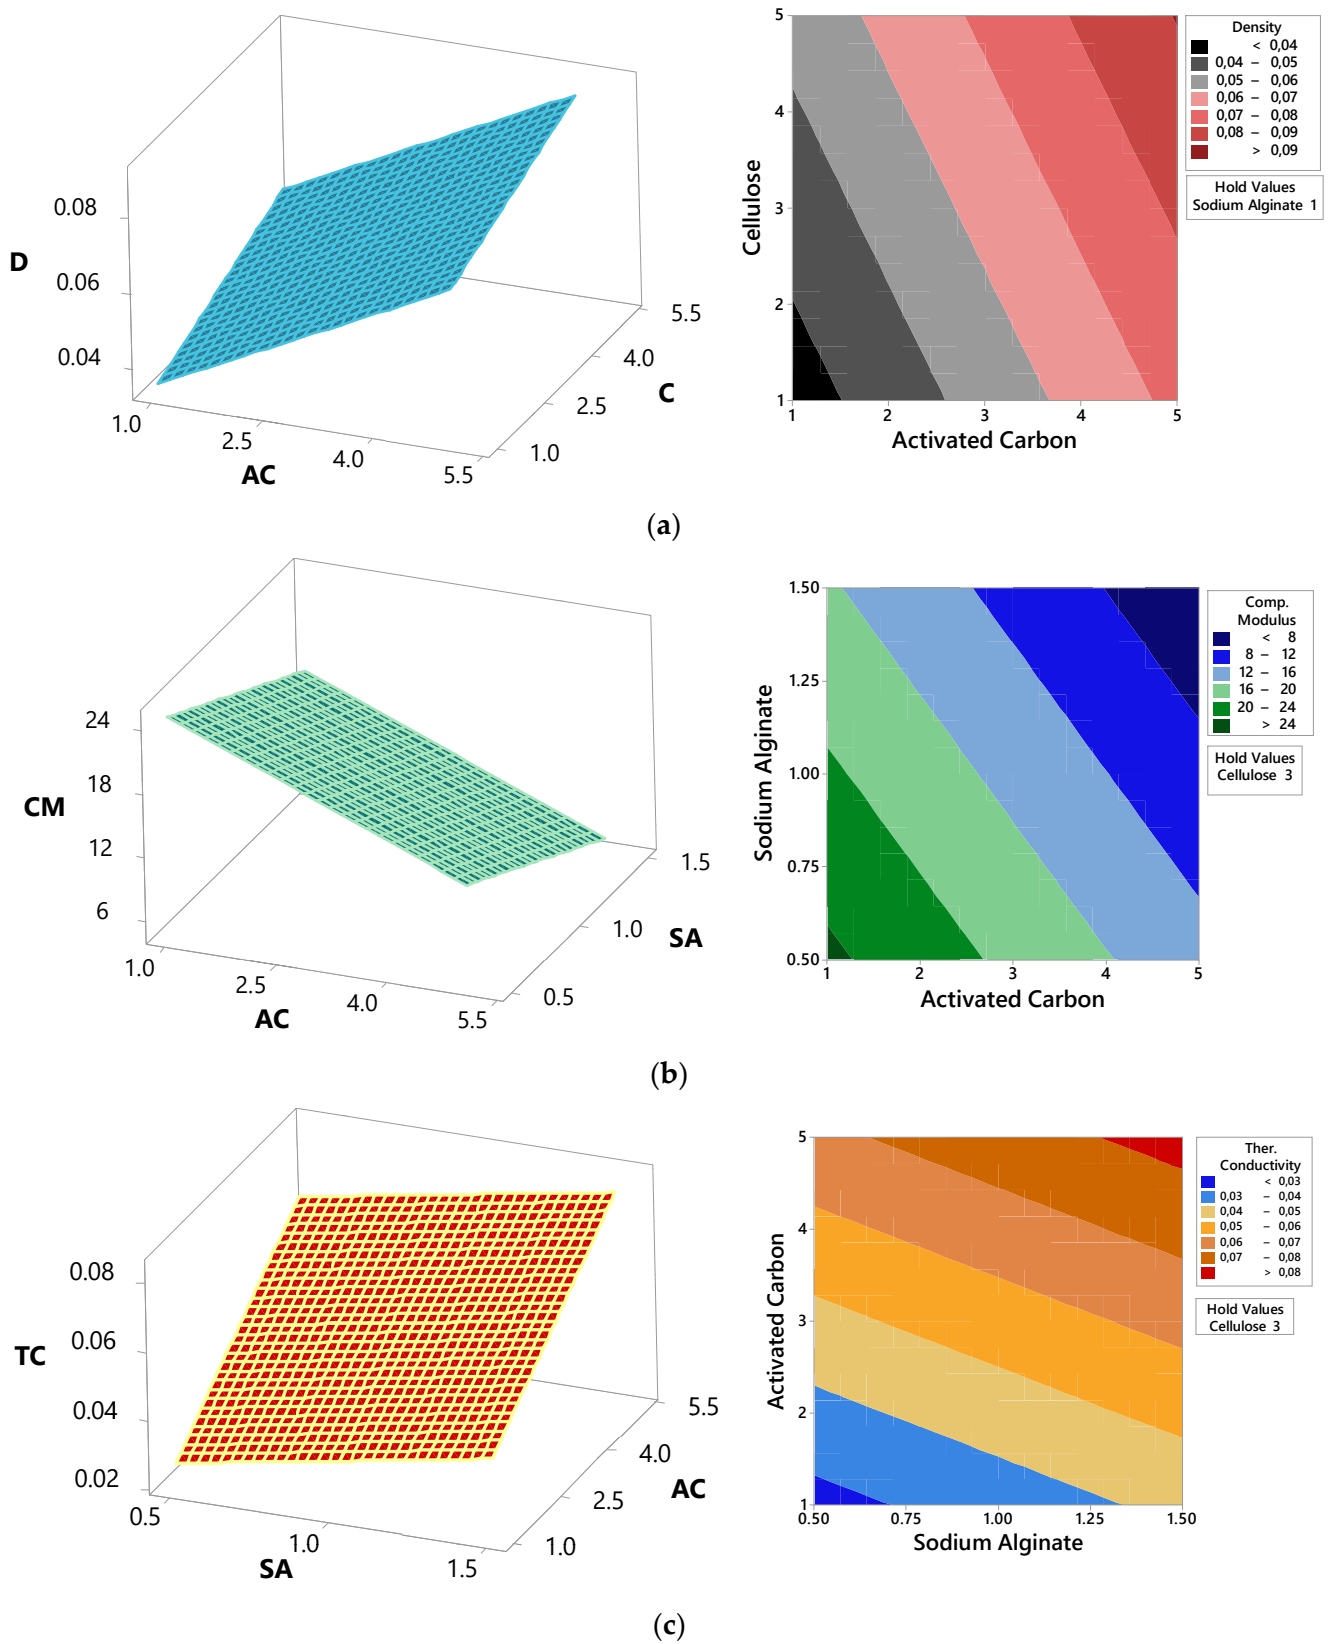 0.08
D
0.06
0.04
1.0
2.5
AC
4.0
5.5
1.0
2.5
C
4.0
5.5
5
4
3
2
1
Cellulose
1
2
3
4
5
Activated Carbon
Density
< 0,04
0,04 – 0,05
0,05 – 0,06
0,06 – 0,07
0,07 – 0,08
0,08 – 0,09
> 0,09
Hold Values
Sodium Alginate 1
(a)
24
18
CM
12
6
1.0
2.5
AC
4.0
5.5
0.5
1.0
SA
1.5
1.50
1.25
1.00
0.75
0.50
Sodium Alginate
1
2
3
4
5
Activated Carbon
Comp.
Modulus
< 8
8 – 12
12 – 16
16 – 20
20 – 24
> 24
Hold Values
Cellulose 3
(b)
0.08
0.06
TC
0.04
0.02
0.5
1.0
SA
1.5
1.0
2.5
AC
4.0
5.5
5
4
3
2
1
Activated Carbon
0.50
0.75
1.00
1.25
1.50
Sodium Alginate
Ther.
Conductivity
< 0,03
0,03 – 0,04
0,04 – 0,05
0,05 – 0,06
0,06 – 0,07
0,07 – 0,08
> 0,08
Hold Values
Cellulose 3
(c)